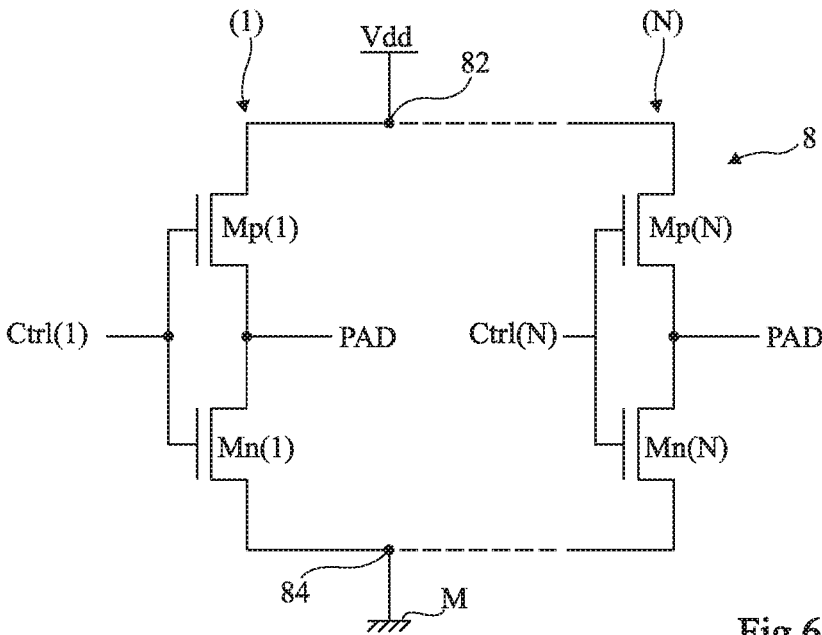 (1)
Vdd
82
(N)
8
Mp(1)
Mp(N)
Ctrl(1)
PAD
Ctrl(N)
PAD
Mn(1)
Mn(N)
84
M
Fig.6